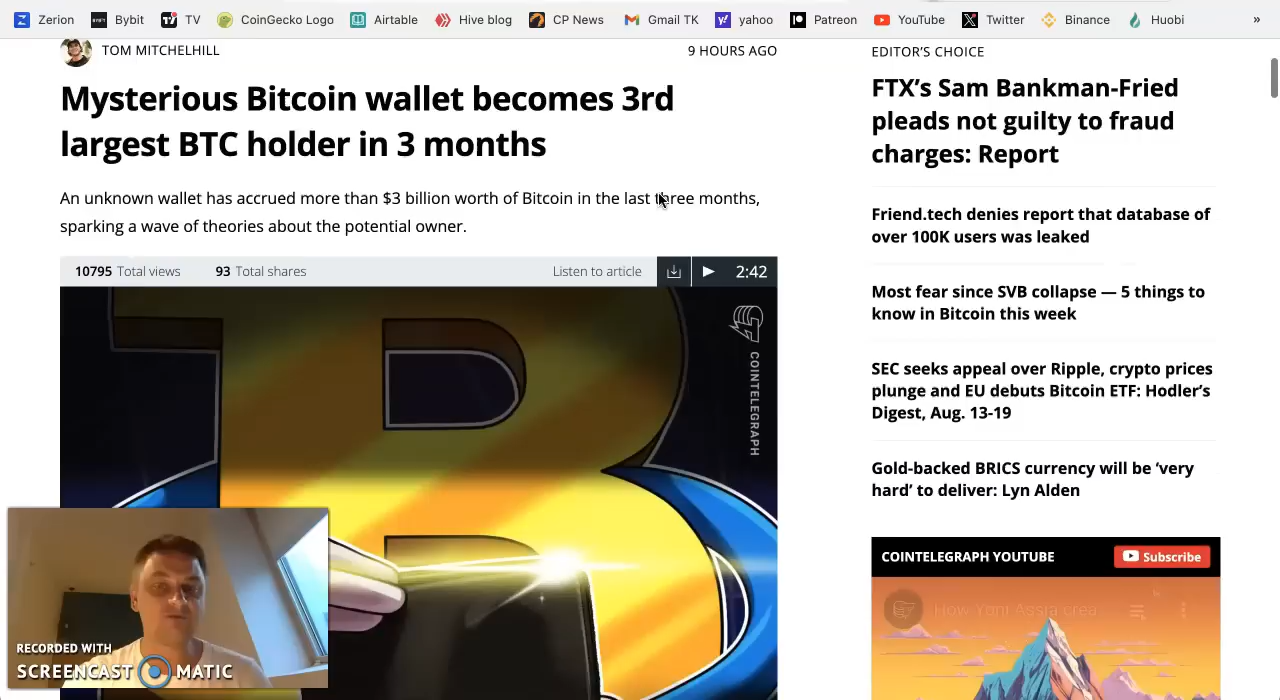 Zerion Bybit TV CoinGecko Logo Airtable Hive blog CP News Gmail TK yahoo Patreon YouTube Twitter Binance Huobi »
TOM MITCHELHILL 9 HOURS AGO
Mysterious Bitcoin wallet becomes 3rd
largest BTC holder in 3 months
An unknown wallet has accrued more than $3 billion worth of Bitcoin in the last three months,
sparking a wave of theories about the potential owner.
10795 Total views 93 Total shares Listen to article 2:42
COINTELEGRAPH
EDITOR'S CHOICE
FTX's Sam Bankman-Fried
pleads not guilty to fraud
charges: Report
Friend.tech denies report that database of
over 100K users was leaked
Most fear since SVB collapse — 5 things to
know in Bitcoin this week
SEC seeks appeal over Ripple, crypto prices
plunge and EU debuts Bitcoin ETF: Hodler's
Digest, Aug. 13-19
Gold-backed BRICS currency will be 'very
hard' to deliver: Lyn Alden
COINTELEGRAPH YOUTUBE Subscribe
How Yoni Assia crea
RECORDED WITH
SCREENCAST MATIC